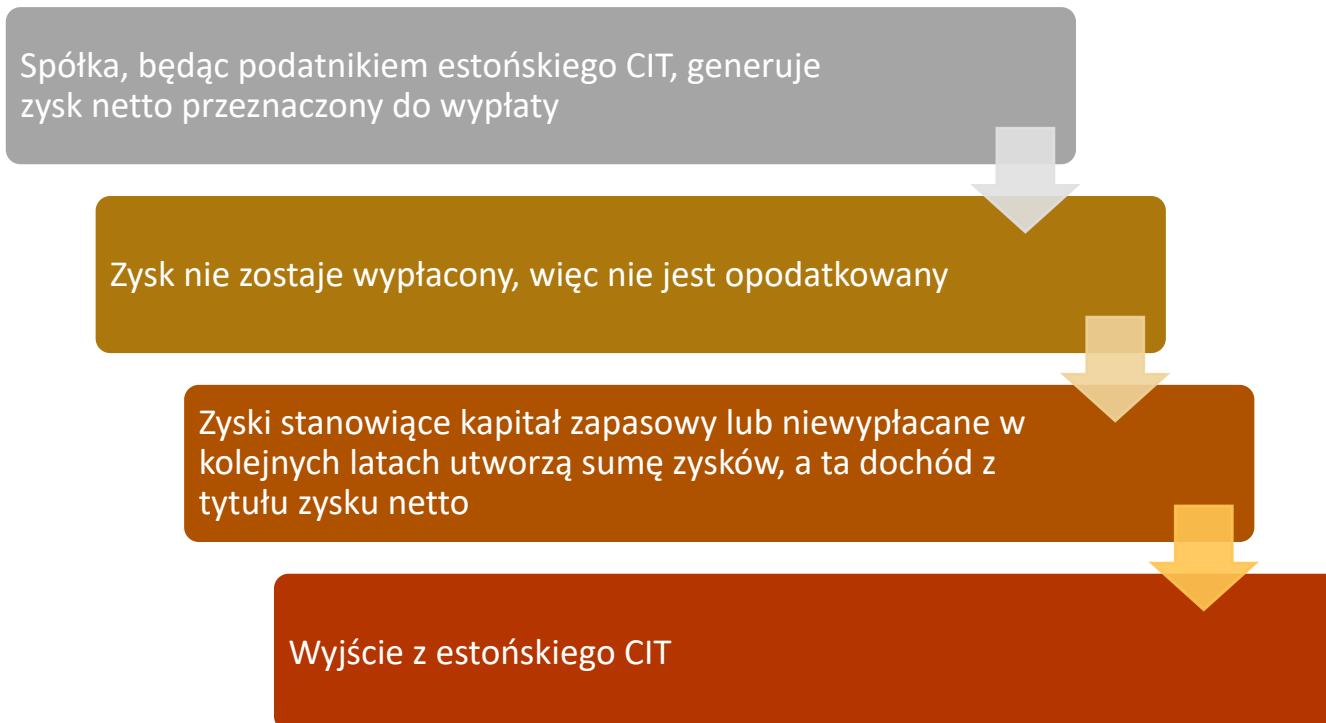 Spółka, będąc podatnikiem estońskiego CIT, generuje
zysk netto przeznaczony do wypłaty
Zysk nie zostaje wypłacony, więc nie jest opodatkowany
Zyski stanowiące kapitał zapasowy lub niewypłacane w
kolejnych latach utworzą sumę zysków, a ta dochód z
tytułu zysku netto
Wyjście z estońskiego CIT